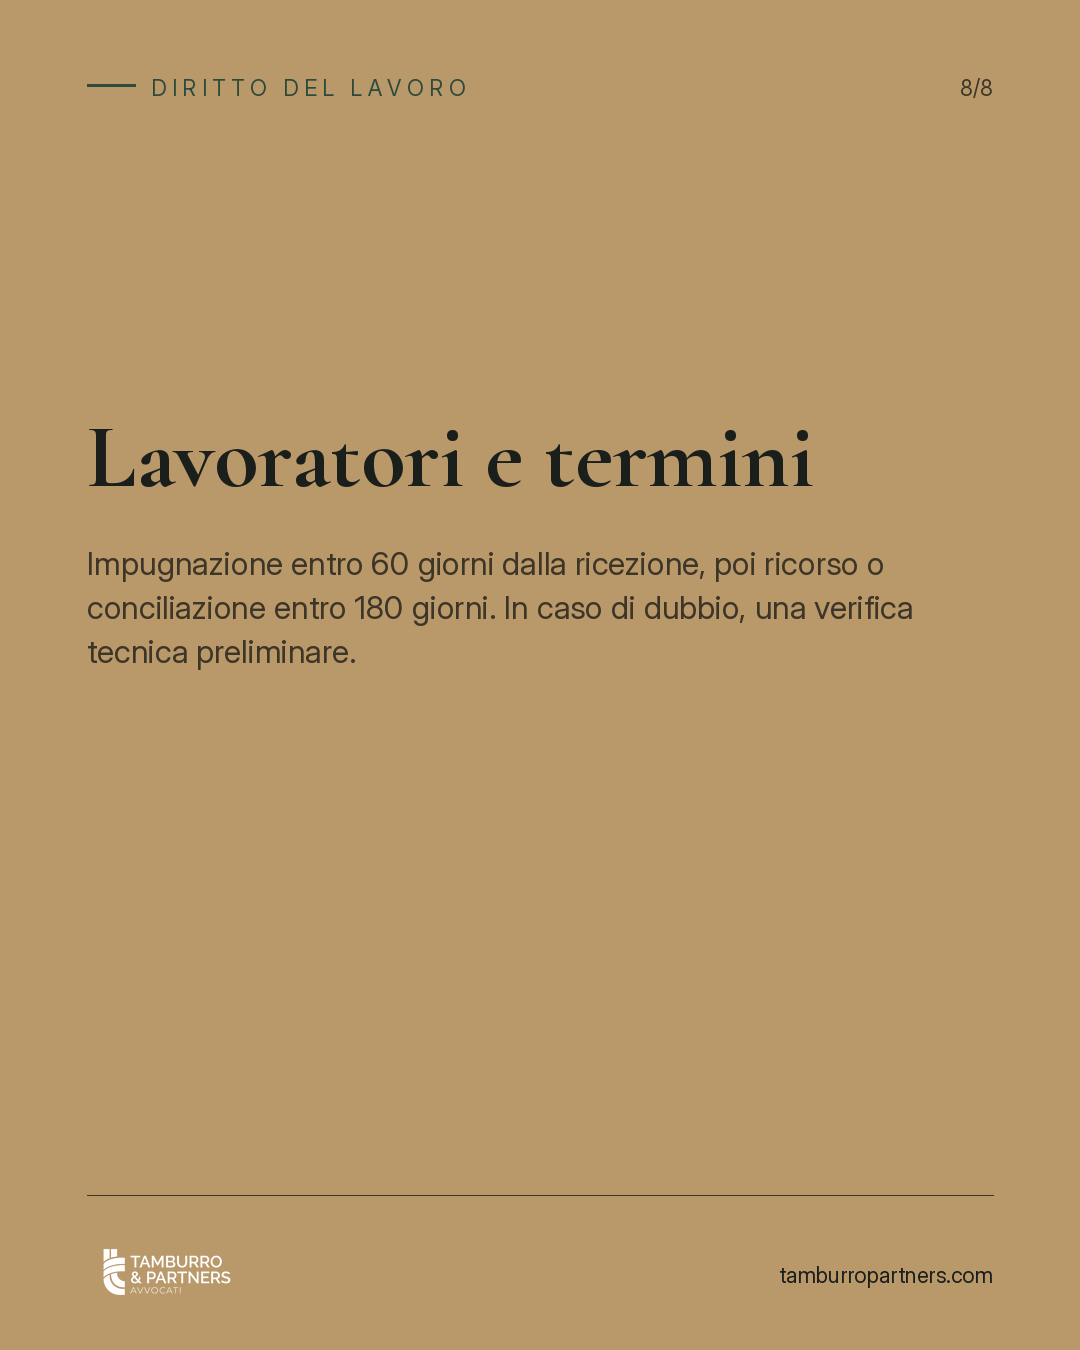 DIRITTO DEL LAVORO
8/8
Lavoratori e termini
Impugnazione entro 60 giorni dalla ricezione, poi ricorso o
conciliazione entro 180 giorni. In caso di dubbio, una verifica
tecnica preliminare.
TAMBURRO
& PARTNERS
AVVOCATI
tamburropartners.com